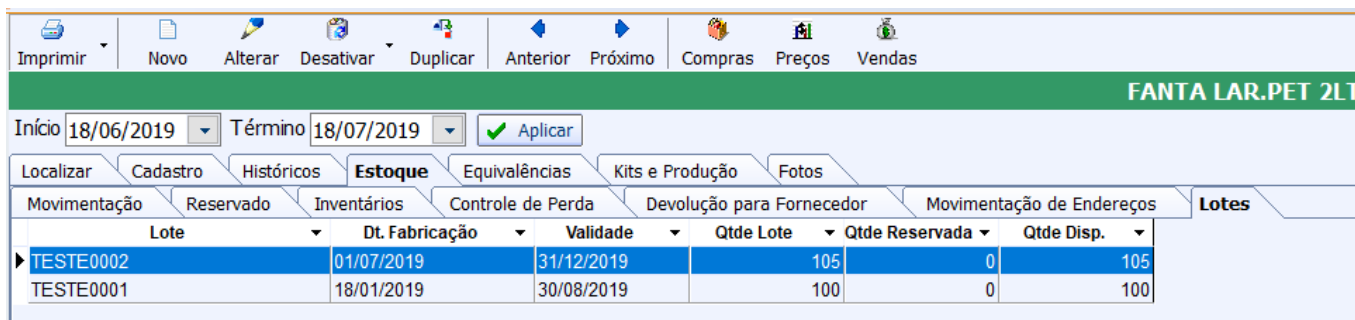 Imprimir Novo Alterar Desativar Duplicar Anterior Próximo Compras Preços Vendas
FANTA LAR.PET 2LT
Início 18/06/2019 Término 18/07/2019 Aplicar
Localizar Cadastro Históricos Estoque Equivalências Kits e Produção Fotos
Movimentação Reservado Inventários Controle de Perda Devolução para Fornecedor Movimentação de Endereços Lotes
Lote Dt. Fabricação Validade Qtde Lote Qtde Reservada Qtde Disp.
TESTE0002 01/07/2019 31/12/2019 105 0 105
TESTE0001 18/01/2019 30/08/2019 100 0 100